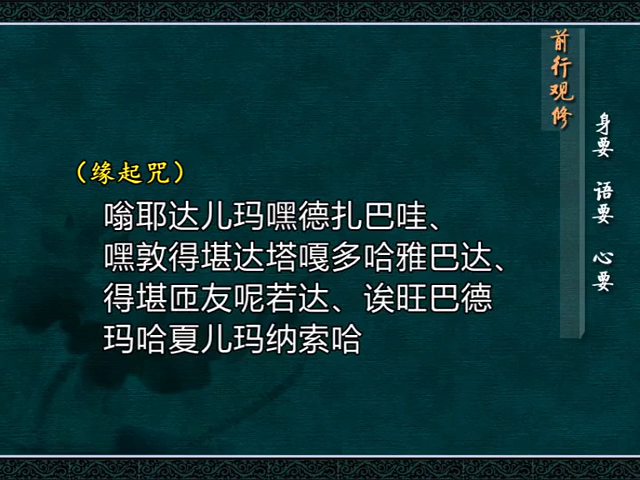 前行观修
身要 语要 心要
（缘起咒）
嗡耶达儿玛嘿德扎巴哇、
嘿敦得堪达塔嘎多哈雅巴达、
得堪匝友呢若达、诶旺巴德
玛哈夏儿玛纳索哈